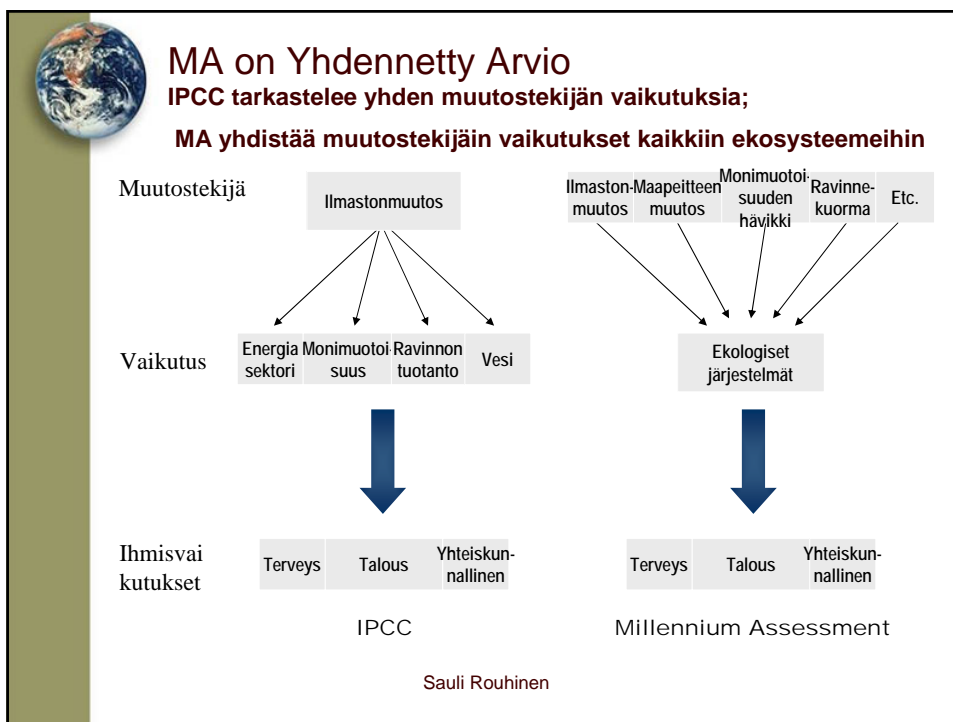 MA on Yhdennetty Arvio
IPCC tarkastelee yhden muutostekijän vaikutuksia;
MA yhdistää muutostekijäin vaikutukset kaikkiin ekosysteemeihin
Muutostekijä
Ilmastonmuutos
Ilmaston-
muutos
Maapeitteen
muutos
Monimuotoi-
suuden
hävikki
Ravinne-
kuorma
Etc.
Vaikutus
Energia
sektori
Monimuotoi-
suus
Ravinnon
tuotanto
Vesi
Ekologiset
järjestelmät
Ihmisvai
kutukset
Terveys
Talous
Yhteiskun-
nallinen
Terveys
Talous
Yhteiskun-
nallinen
IPCC
Millennium Assessment
Sauli Rouhinen